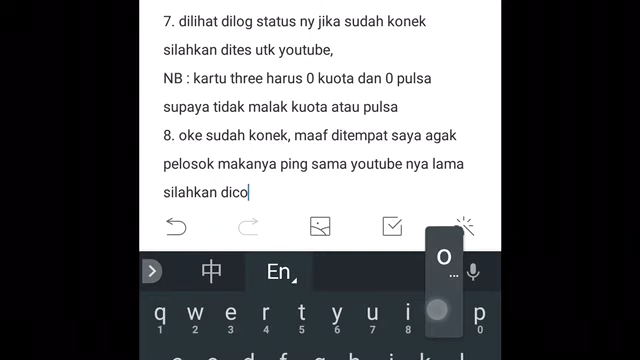 7. dilihat dilog status ny jika sudah konek
silahkan dites utk youtube,
NB : kartu three harus 0 kuota dan 0 pulsa
supaya tidak malak kuota atau pulsa
8. oke sudah konek, maaf ditempat saya agak
pelosok makanya ping sama youtube nya lama
silahkan dico
o
...
中 En
q w e r t y u i p
1 2 3 4 5 6 7 8 0